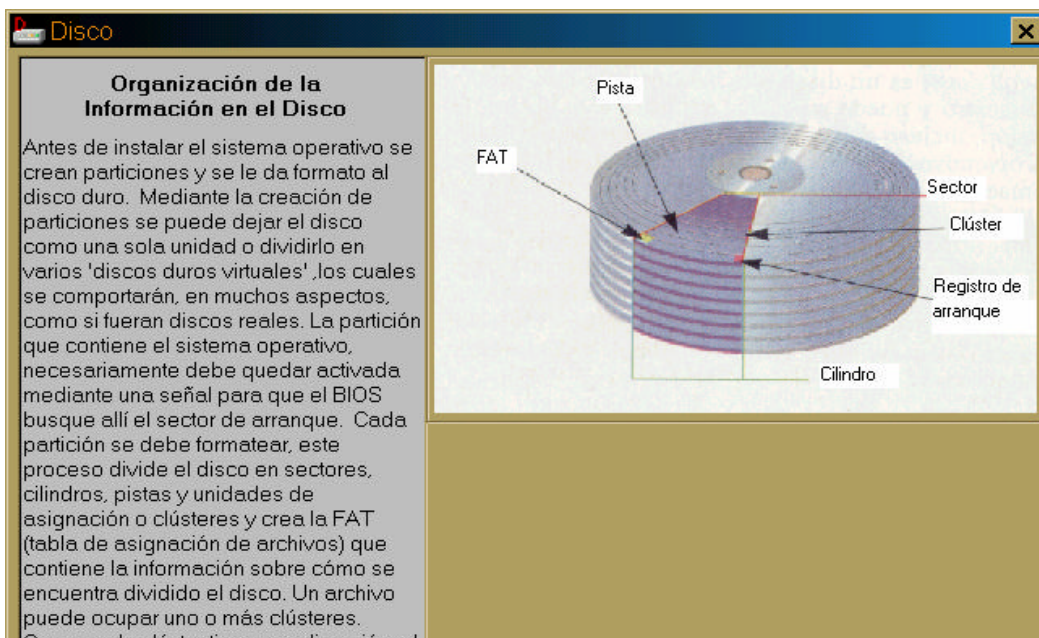 Disco
Organización de la
Información en el Disco
Antes de instalar el sistema operativo se
crean particiones y se le da formato al
disco duro. Mediante la creación de
particiones se puede dejar el disco
como una sola unidad o dividirlo en
varios 'discos duros virtuales' ,los cuales
se comportarán, en muchos aspectos,
como si fueran discos reales. La partición
que contiene el sistema operativo,
necesariamente debe quedar activada
mediante una señal para que el BIOS
busque allí el sector de arranque. Cada
partición se debe formatear, este
proceso divide el disco en sectores,
cilindros, pistas y unidades de
asignación o clústeres y crea la FAT
(tabla de asignación de archivos) que
contiene la información sobre cómo se
encuentra dividido el disco. Un archivo
puede ocupar uno o más clústeres.
Pista
FAT
Sector
Clúster
Registro de
arranque
Cilindro